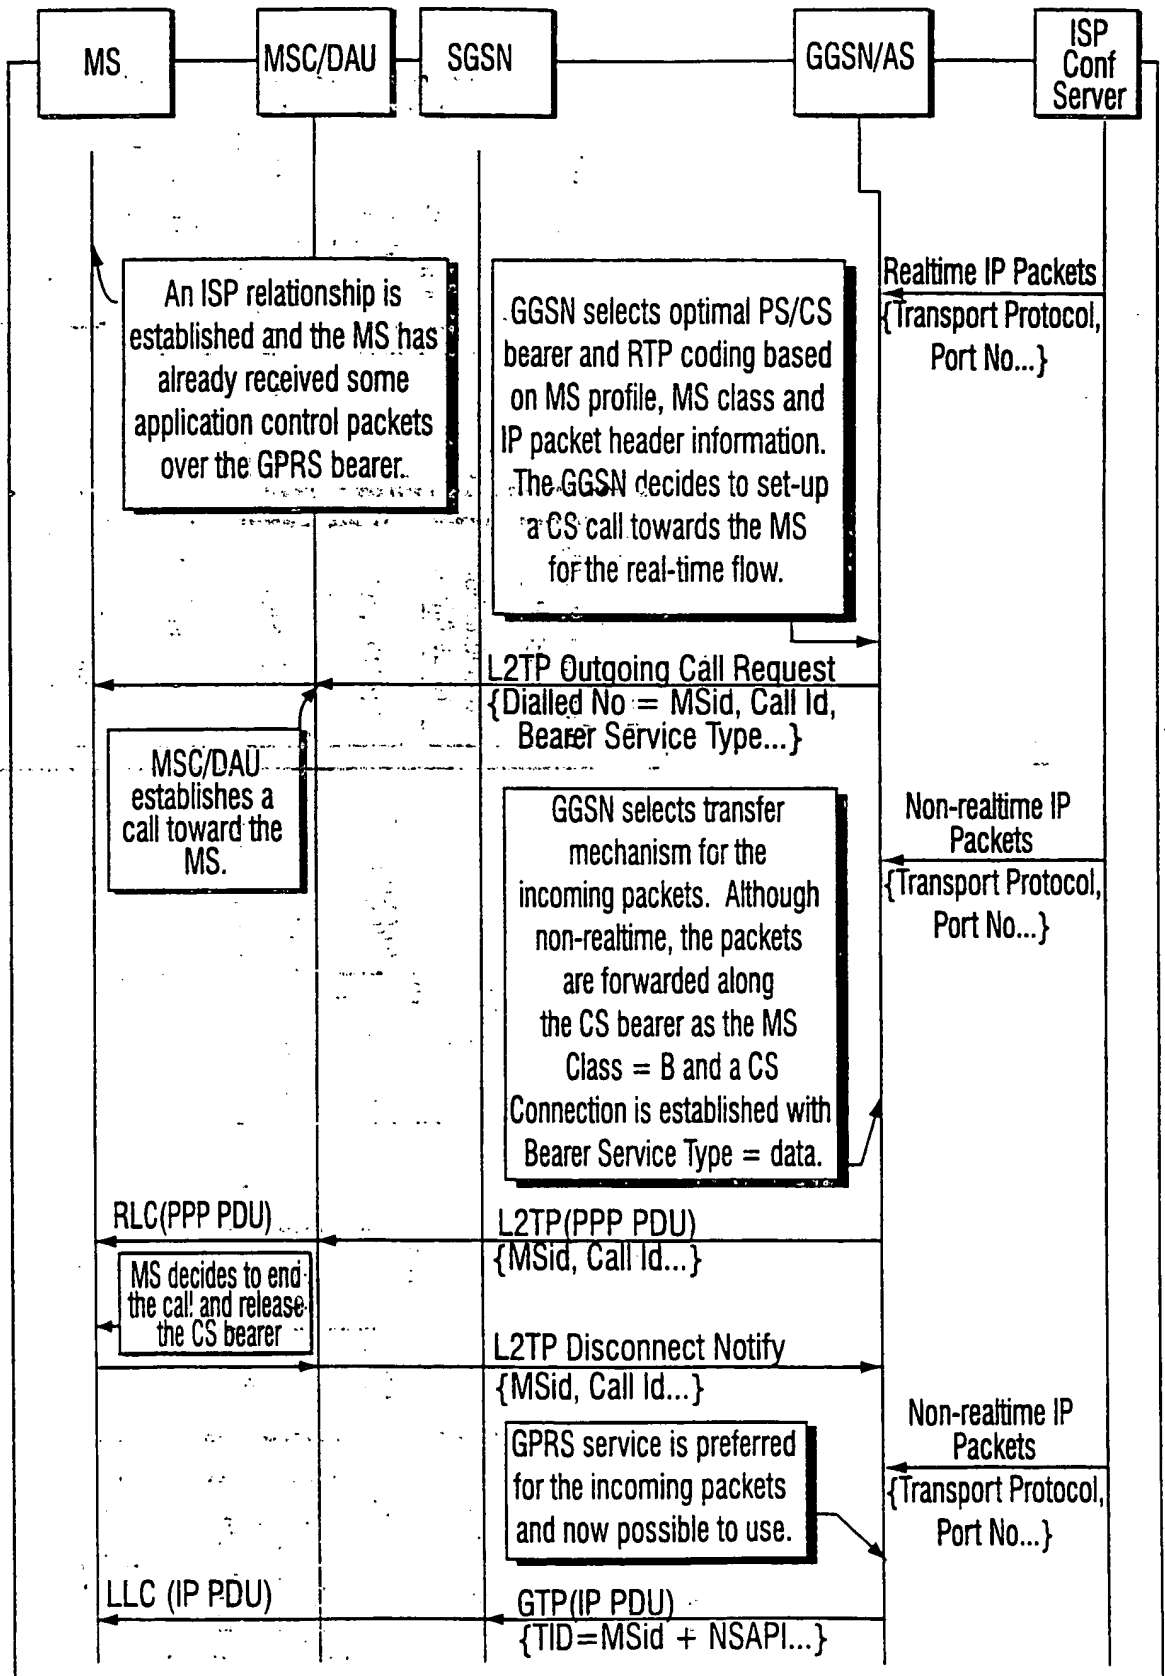 MS
MSC/DAU
SGSN
GGSN/AS
ISP
Conf
Server
An ISP relationship is
established and the MS has
already received some
application control packets
over the GPRS bearer.
GGSN selects optimal PS/CS
bearer and RTP coding based
on MS profile, MS class and
IP packet header information.
The GGSN decides to set-up
a CS call towards the MS
for the real-time flow.
Realtime IP Packets
{Transport Protocol,
Port No...}
L2TP Outgoing Call Request
{Dialled No = MSid, Call Id,
Bearer Service Type...}
MSC/DAU
establishes a
call toward the
MS.
GGSN selects transfer
mechanism for the
incoming packets. Although
non-realtime, the packets
are forwarded along
the CS bearer as the MS
Class = B and a CS
Connection is established with
Bearer Service Type = data.
Non-realtime IP
Packets
{Transport Protocol,
Port No...}
RLC(PPP PDU)
L2TP(PPP PDU)
{MSid, Call Id...}
MS decides to end
the call and release
the CS bearer
L2TP Disconnect Notify
{MSid, Call Id...}
GPRS service is preferred
for the incoming packets
and now possible to use.
Non-realtime IP
Packets
{Transport Protocol,
Port No...}
LLC (IP PDU)
GTP(IP PDU)
{TID=MSid + NSAPI...}